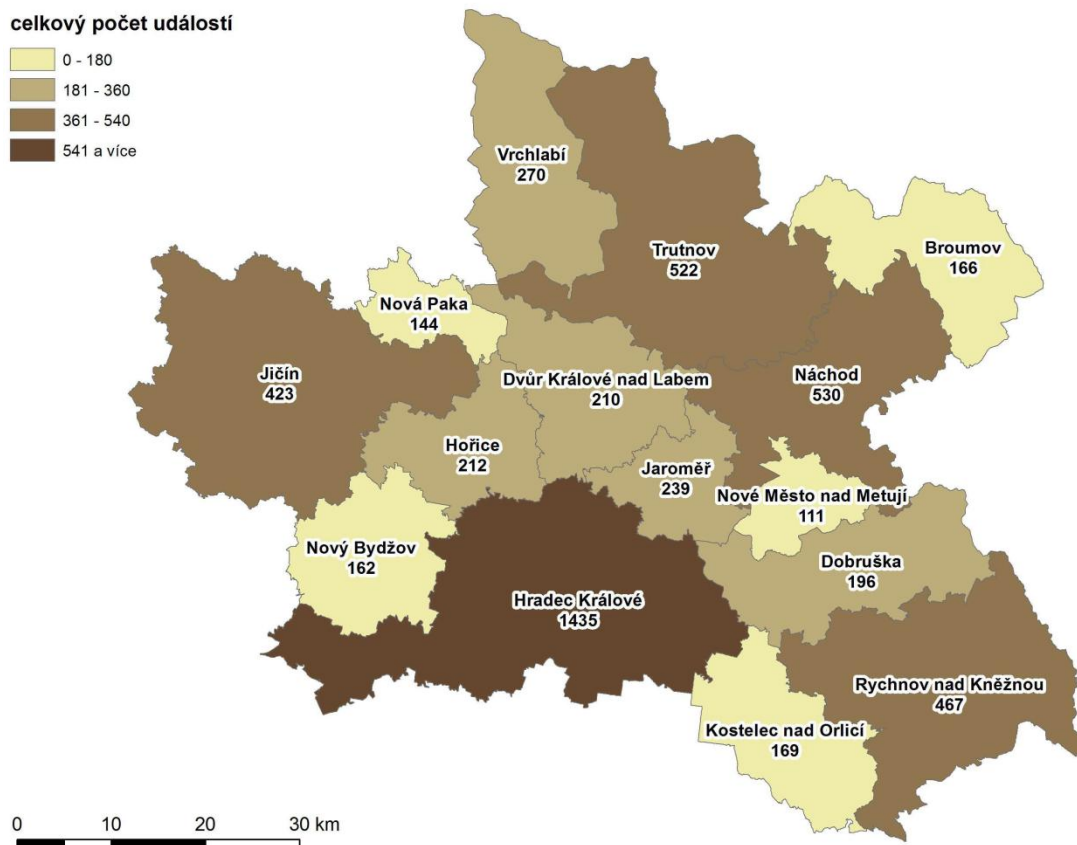 celkový počet událostí
0 - 180
181 - 360
361 - 540
541 a více
Vrchlabí
270
Trutnov
522
Broumov
166
Nová Paka
144
Jičín
423
Dvůr Králové nad Labem
210
Náchod
530
Hořice
212
Jaroměř
239
Nové Město nad Metují
111
Nový Bydžov
162
Dobruška
196
Hradec Králové
1435
Rychnov nad Kněžnou
467
Kostelec nad Orlicí
169
0 10 20 30 km